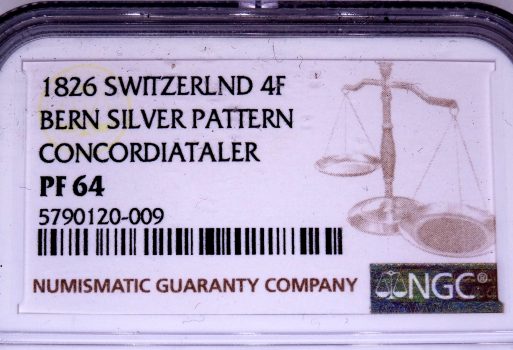 1826 SWITZERLND 4F
BERN SILVER PATTERN
CONCORDIATALER
PF 64
5790120-009
NUMISMATIC GUARANTY COMPANY
NGC®